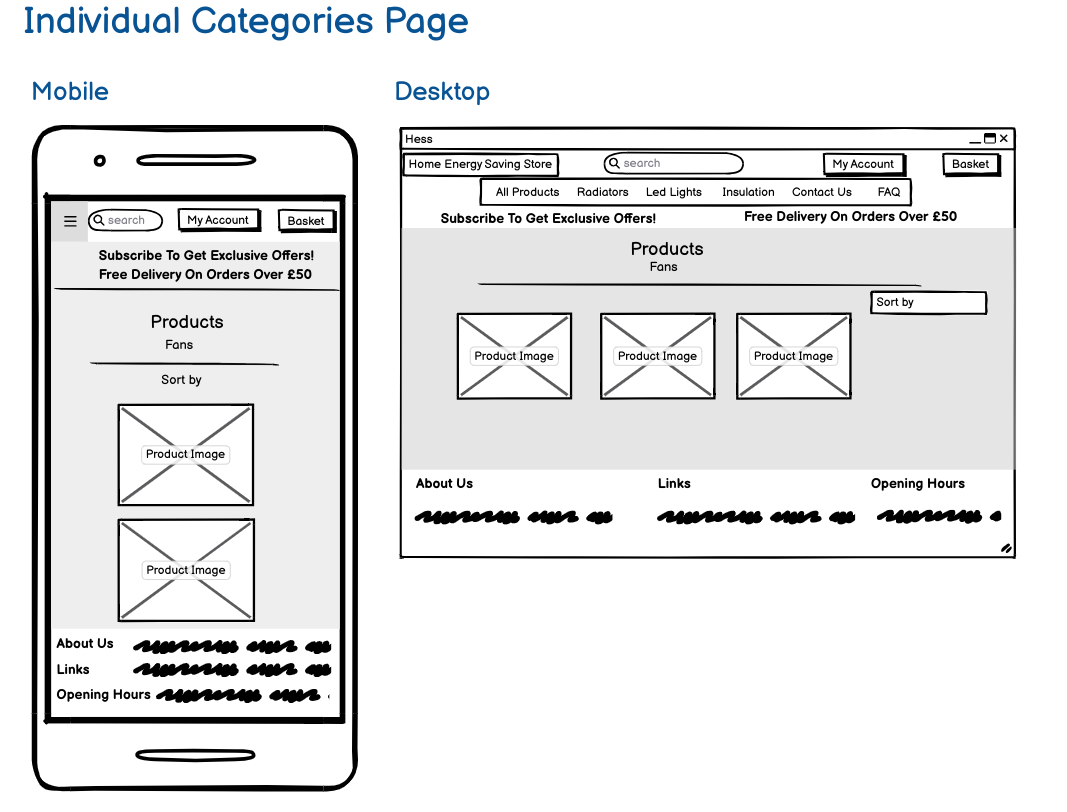 Individual Categories Page
Mobile
search
My Account
Basket
Subscribe To Get Exclusive Offers!
Free Delivery On Orders Over £50
Products
Fans
Sort by
Product Image
Product Image
About Us
Links
Opening Hours
Desktop
Hess
Home Energy Saving Store
search
My Account
Basket
All Products Radiators Led Lights Insulation Contact Us FAQ
Subscribe To Get Exclusive Offers!
Free Delivery On Orders Over £50
Products
Fans
Sort by
Product Image Product Image Product Image
About Us Links Opening Hours